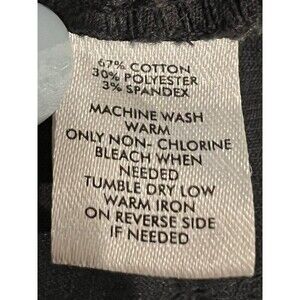 67% COTTON
30% POLYESTER
3% SPANDEX
MACHINE WASH
WARM
ONLY NON- CHLORINE
BLEACH WHEN
NEEDED
TUMBLE DRY LOW
WARM IRON
ON REVERSE SIDE
IF NEEDED